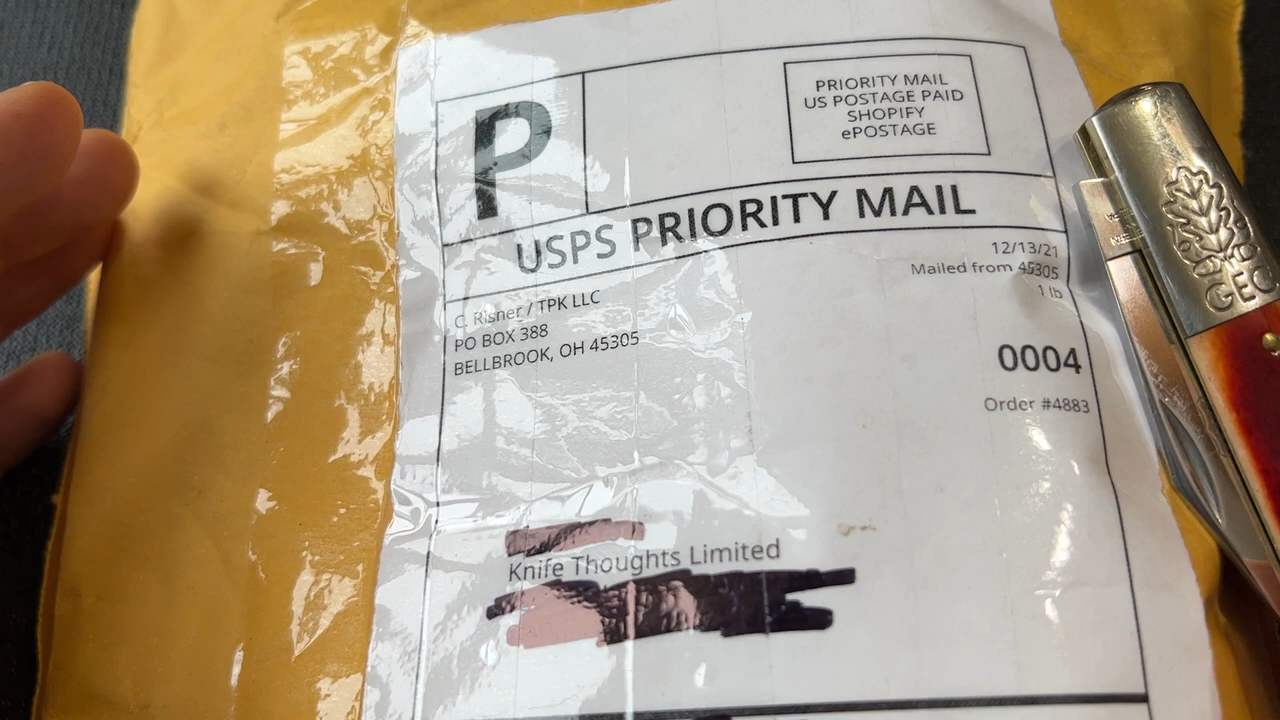 P
PRIORITY MAIL
US POSTAGE PAID
SHOPIFY
ePOSTAGE
USPS PRIORITY MAIL
12/13/21
Mailed from 45305
1 lb
C. Risner / TPK LLC
PO BOX 388
BELLBROOK, OH 45305
0004
Order #4883
Knife Thoughts Limited
GEC